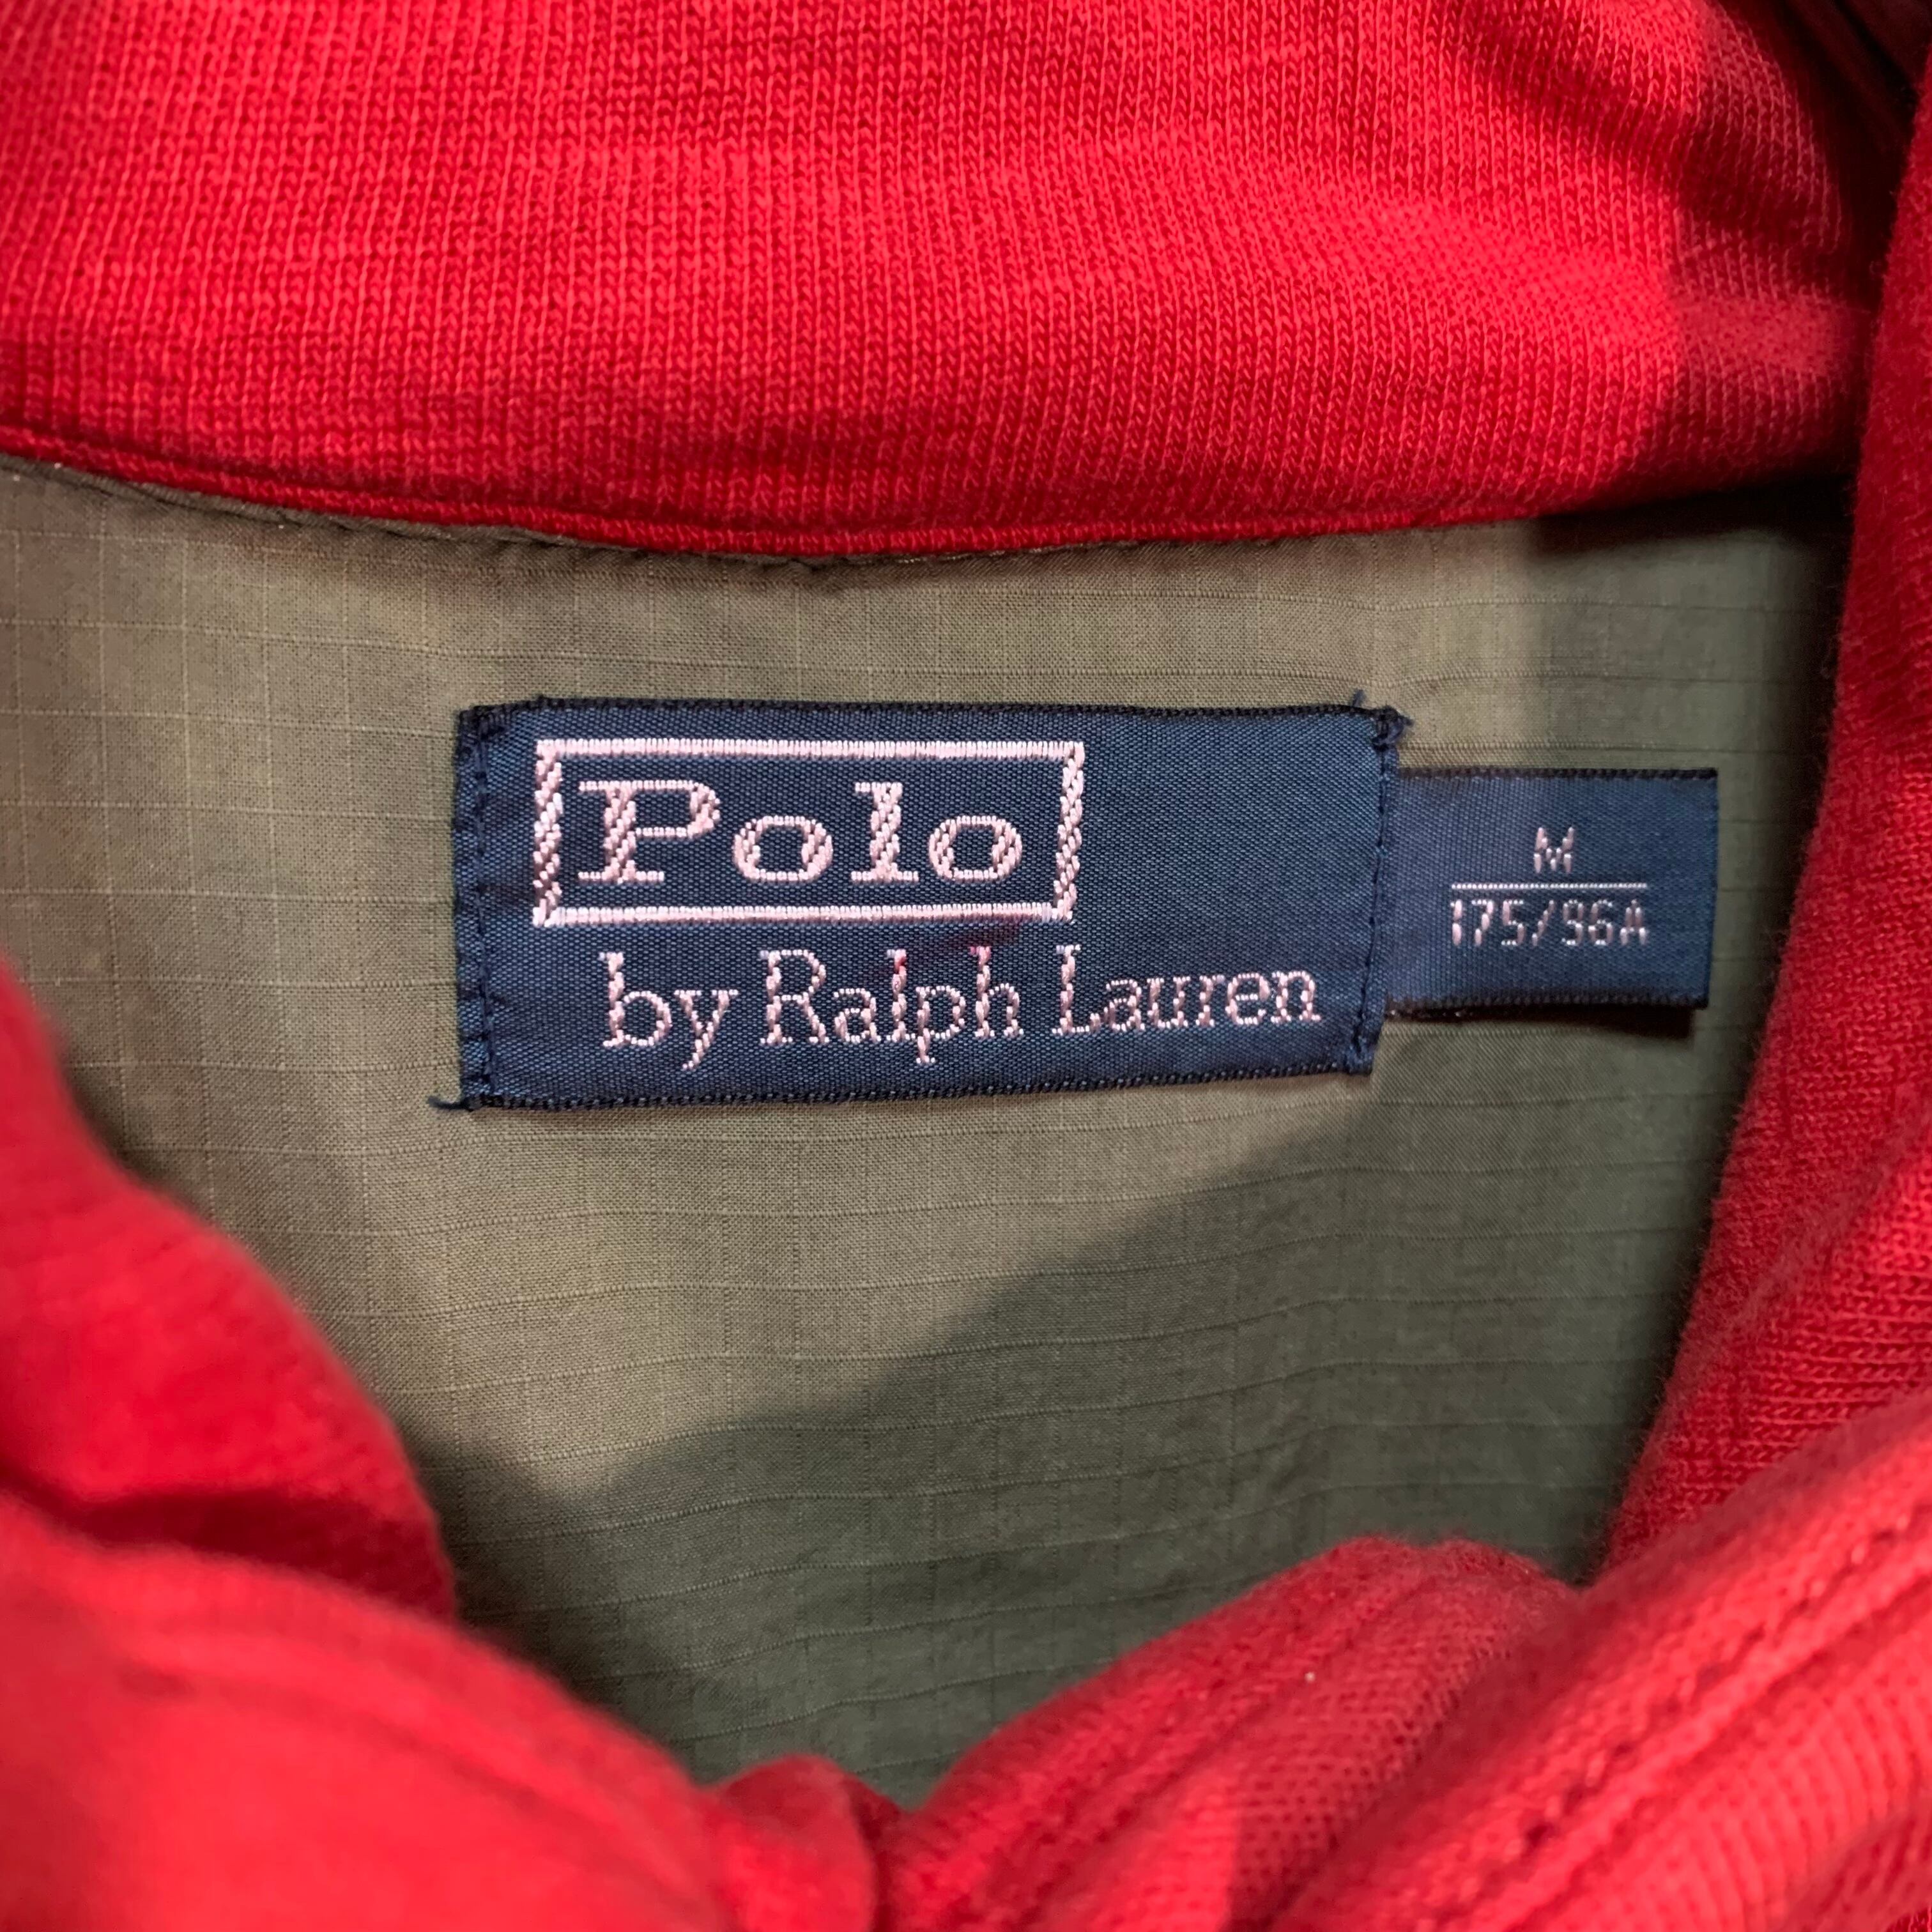 Polo
by Ralph Lauren
M
175/96A